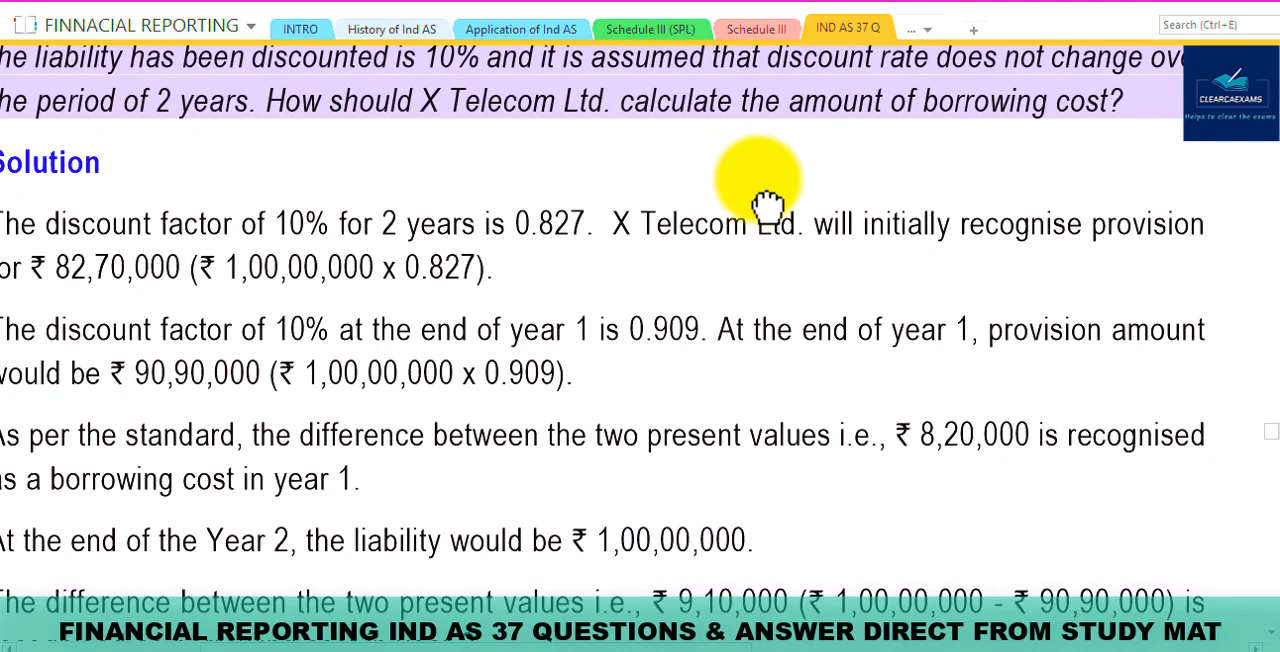 FINNACIAL REPORTING
INTRO
History of Ind AS
Application of Ind AS
Schedule III (SPL)
Schedule III
IND AS 37 Q
...
+
Search (Ctrl+E)
he liability has been discounted is 10% and it is assumed that discount rate does not change ov
he period of 2 years. How should X Telecom Ltd. calculate the amount of borrowing cost?
CLEARCAEXAMS
Helps to clear the exams
Solution
The discount factor of 10% for 2 years is 0.827. X Telecom Ltd. will initially recognise provision
or ₹ 82,70,000 (₹ 1,00,00,000 x 0.827).
The discount factor of 10% at the end of year 1 is 0.909. At the end of year 1, provision amount
would be ₹ 90,90,000 (₹ 1,00,00,000 x 0.909).
As per the standard, the difference between the two present values i.e., ₹ 8,20,000 is recognised
as a borrowing cost in year 1.
At the end of the Year 2, the liability would be ₹ 1,00,00,000.
The difference between the two present values i.e., ₹ 9,10,000 (₹ 1,00,00,000 - ₹ 90,90,000) is
FINANCIAL REPORTING IND AS 37 QUESTIONS & ANSWER DIRECT FROM STUDY MAT